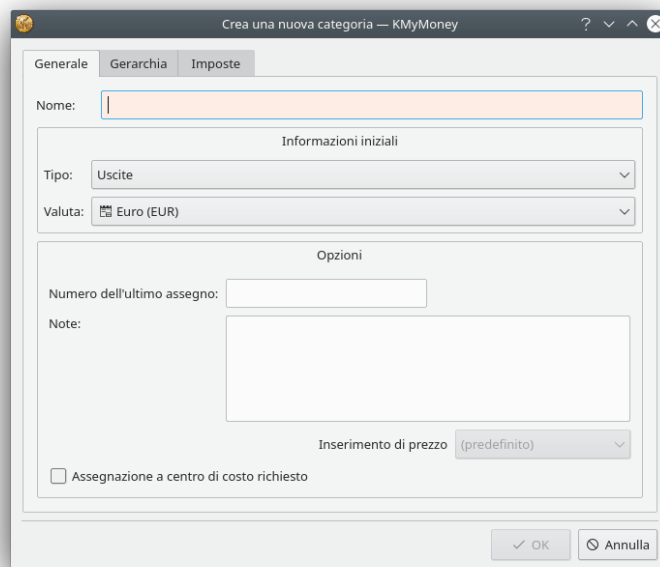 Crea una nuova categoria — KMyMoney
Generale Gerarchia Imposte
Nome:
Informazioni iniziali
Tipo: Uscite
Valuta: Euro (EUR)
Opzioni
Numero dell'ultimo assegno:
Note:
Inserimento di prezzo (predefinito)
Assegnazione a centro di costo richiesto
OK Annulla